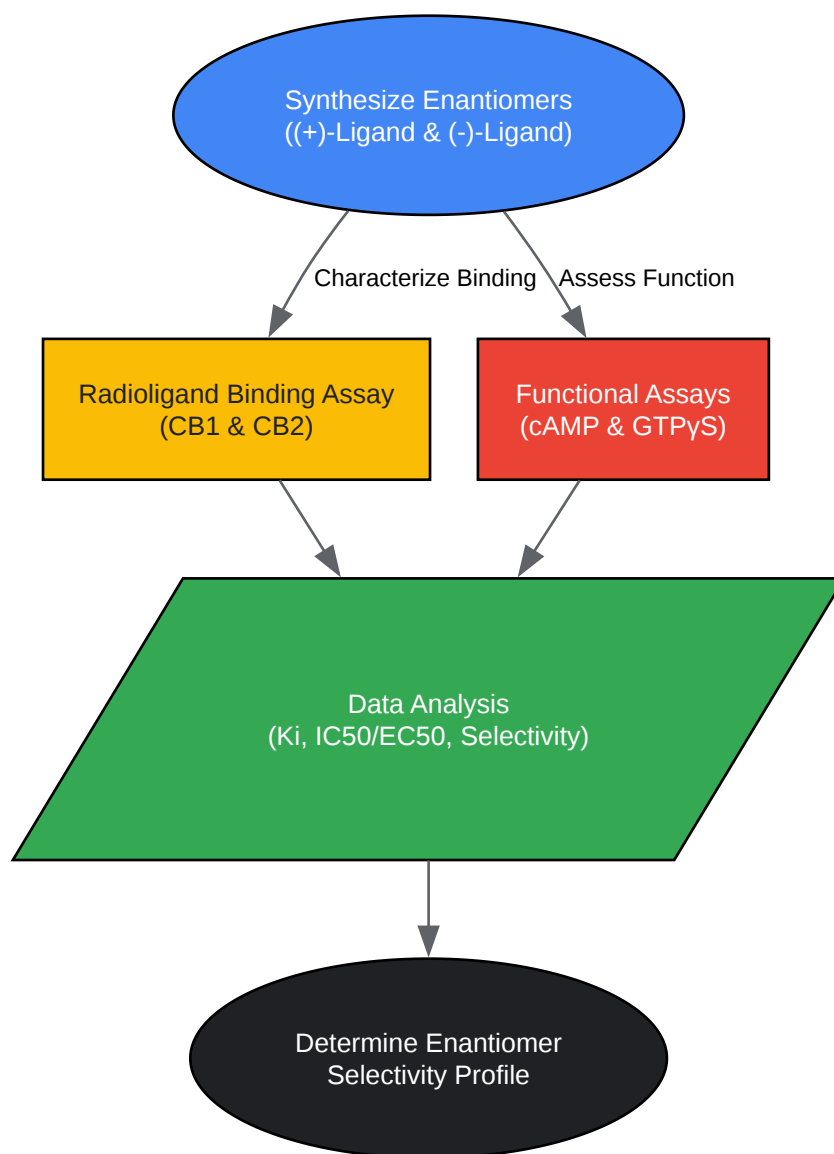 Synthesize Enantiomers
((+)-Ligand & (-)-Ligand)
Characterize Binding
Assess Function
Radioligand Binding Assay
(CB1 & CB2)
Functional Assays
(cAMP & GTPγS)
Data Analysis
(Ki, IC50/EC50, Selectivity)
Determine Enantiomer
Selectivity Profile